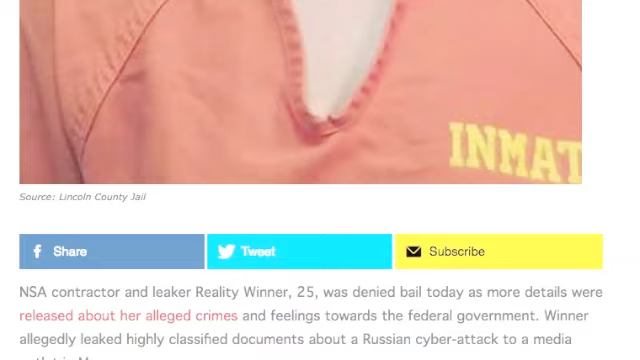 INMAT
Source: Lincoln County Jail
Share Tweet Subscribe
NSA contractor and leaker Reality Winner, 25, was denied bail today as more details were
released about her alleged crimes and feelings towards the federal government. Winner
allegedly leaked highly classified documents about a Russian cyber-attack to a media